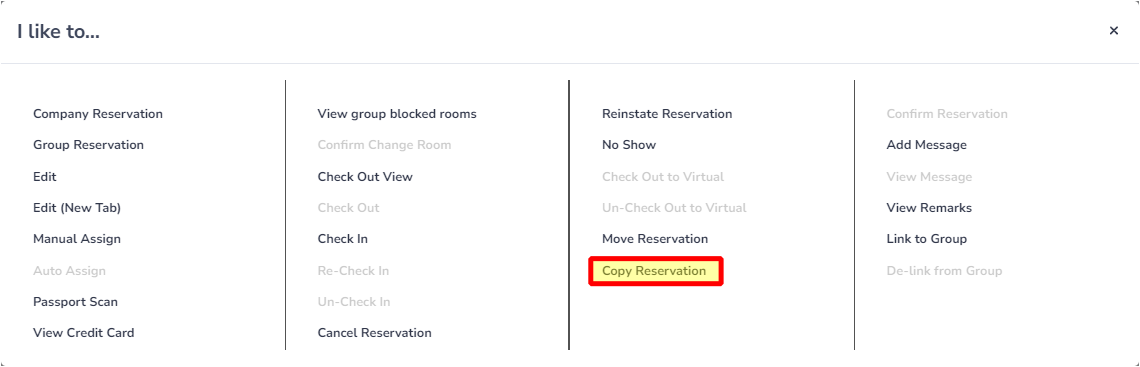 I like to...
Company Reservation
Group Reservation
Edit
Edit (New Tab)
Manual Assign
Auto Assign
Passport Scan
View Credit Card
View group blocked rooms
Confirm Change Room
Check Out View
Check Out
Check In
Re-Check In
Un-Check In
Cancel Reservation
Reinstate Reservation
No Show
Check Out to Virtual
Un-Check Out to Virtual
Move Reservation
Copy Reservation
Confirm Reservation
Add Message
View Message
View Remarks
Link to Group
De-link from Group